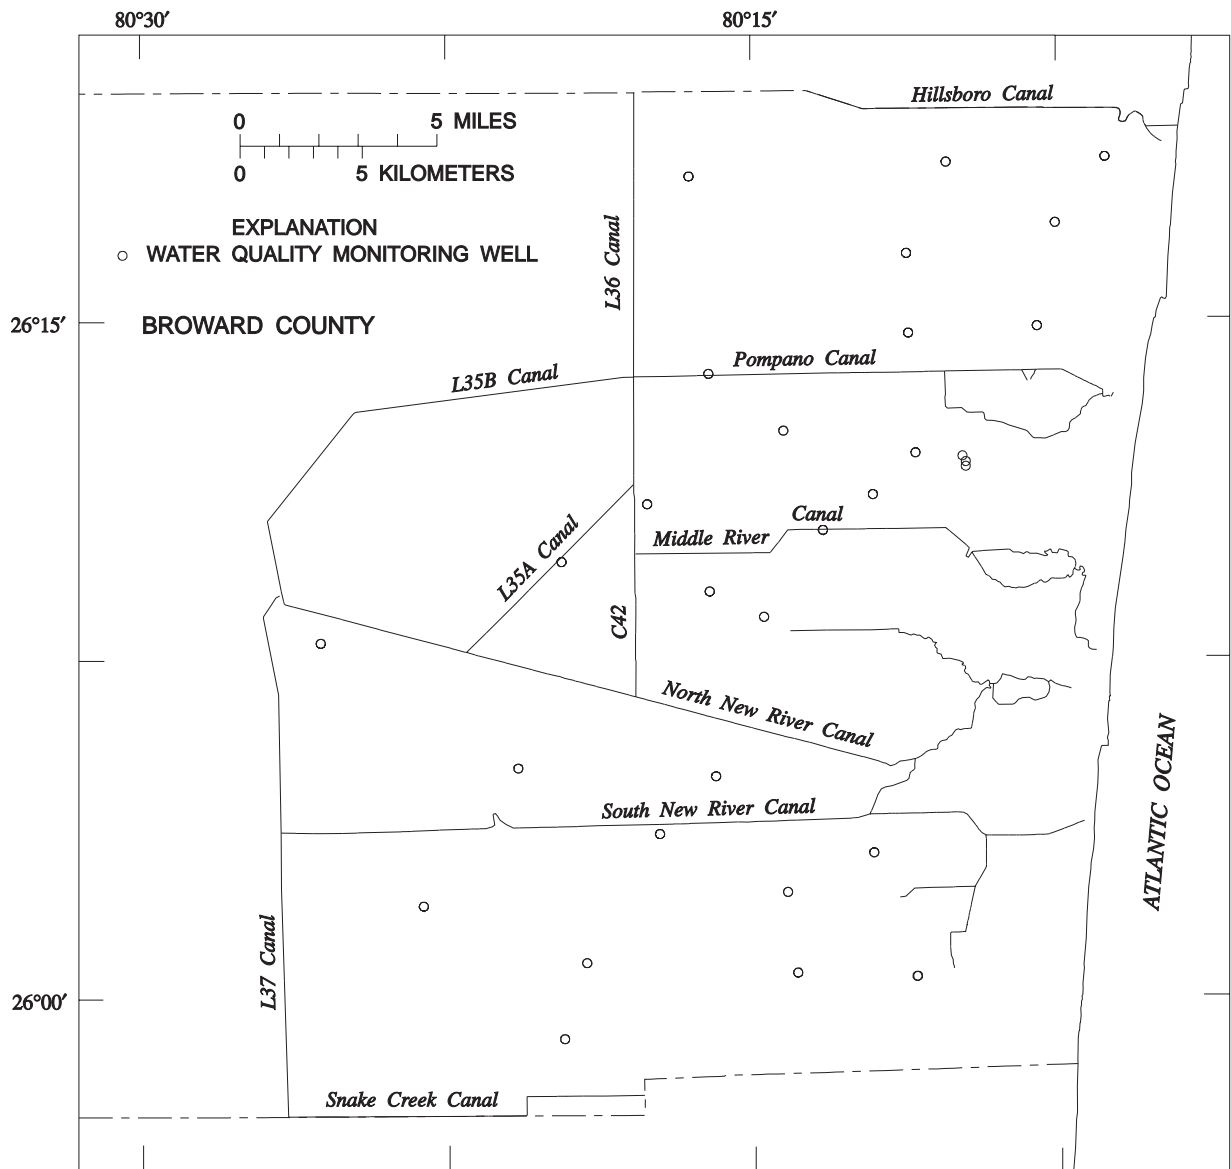 80°30′ 80°15′
Hillsboro Canal
0 5 MILES
0 5 KILOMETERS
EXPLANATION
WATER QUALITY MONITORING WELL
L36 Canal
26°15′
BROWARD COUNTY
Pompano Canal
L35B Canal
Canal
Middle River
L35A Canal
C42
North New River Canal
ATLANTIC OCEAN
South New River Canal
L37 Canal
26°00′
Snake Creek Canal